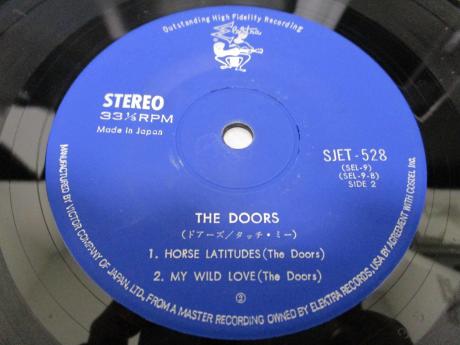 Outstanding High Fidelity Recording
Elektra
STEREO
33⅓RPM
Made in Japan
SJET-528
(SEL-9)
(SEL-9-B)
SIDE 2
THE DOORS
(ドアーズ/タッチ・ミー)
1. HORSE LATITUDES(The Doors)
2. MY WILD LOVE(The Doors)
②
MANUFACTURED BY VICTOR COMPANY OF JAPAN, LTD., FROM A MASTER RECORDING OWNED BY ELEKTRA RECORDS, USA BY AGREEMENT WITH COSDEL Inc.